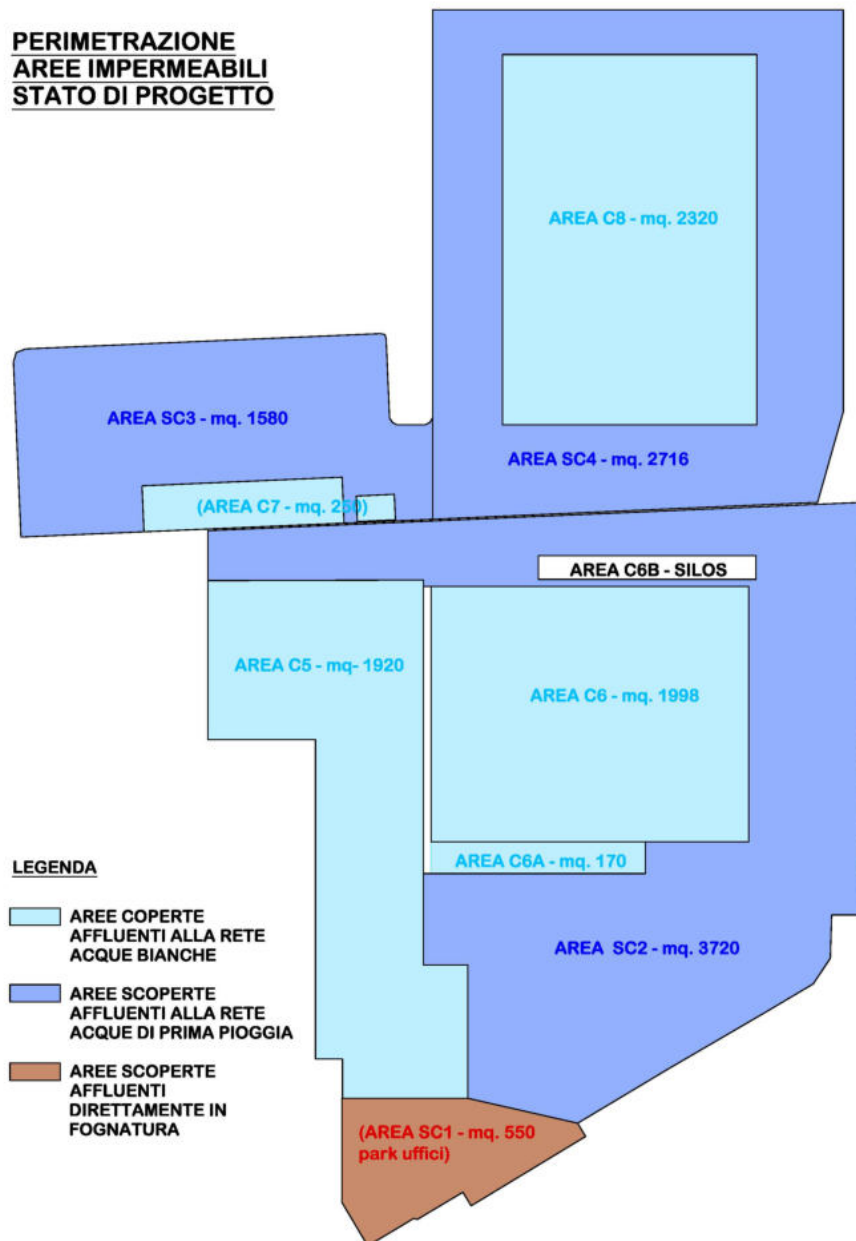 PERIMETRAZIONE
AREE IMPERMEABILI
STATO DI PROGETTO
AREA C8 - mq. 2320
AREA SC3 - mq. 1580
AREA SC4 - mq. 2716
(AREA C7 - mq. 250)
AREA C6B - SILOS
AREA C5 - mq- 1920
AREA C6 - mq. 1998
AREA C6A - mq. 170
AREA SC2 - mq. 3720
LEGENDA
AREE COPERTE
AFFLUENTI ALLA RETE
ACQUE BIANCHE
AREE SCOPERTE
AFFLUENTI ALLA RETE
ACQUE DI PRIMA PIOGGIA
AREE SCOPERTE
AFFLUENTI
DIRETTAMENTE IN
FOGNATURA
(AREA SC1 - mq. 550
park uffici)